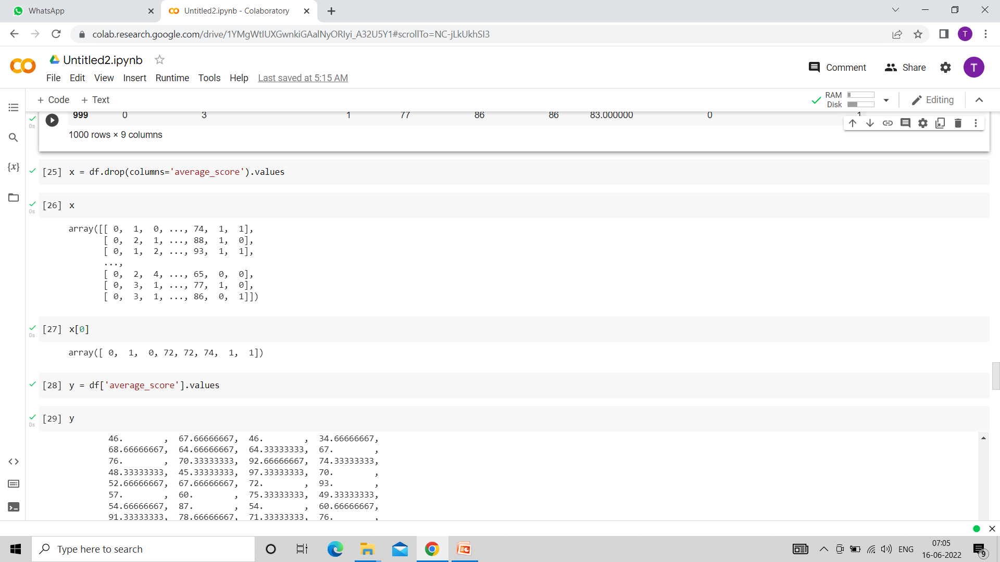 WhatsApp
Untitled2.ipynb - Colaboratory
colab.research.google.com/drive/1YMgWtIUXGwnkiGAalNyORIyi_A32U5Y1#scrollTo=NC-jLkUkhSI3
T
Untitled2.ipynb
File Edit View Insert Runtime Tools Help Last saved at 5:15 AM
Comment Share T
+ Code + Text
RAM
Disk
Editing
999 0 3 1 77 86 86 83.000000 0 1
0s
1000 rows × 9 columns
{x}
[25] x = df.drop(columns='average_score').values
[26] x
0s
array([[ 0, 1, 0, ..., 74, 1, 1],
[ 0, 2, 1, ..., 88, 1, 0],
[ 0, 1, 2, ..., 93, 1, 1],
...,
[ 0, 2, 4, ..., 65, 0, 0],
[ 0, 3, 1, ..., 77, 1, 0],
[ 0, 3, 1, ..., 86, 0, 1]])
[27] x[0]
0s
array([ 0, 1, 0, 72, 72, 74, 1, 1])
[28] y = df['average_score'].values
[29] y
0s
46. , 67.66666667, 46. , 34.66666667,
68.66666667, 64.66666667, 64.33333333, 67. ,
76. , 70.33333333, 92.66666667, 74.33333333,
48.33333333, 45.33333333, 97.33333333, 70. ,
52.66666667, 67.66666667, 72. , 93. ,
57. , 60. , 75.33333333, 49.33333333,
54.66666667, 87. , 54. , 60.66666667,
91.33333333, 78.66666667, 71.33333333, 76. ,
Type here to search
ENG
07:05
16-06-2022
9